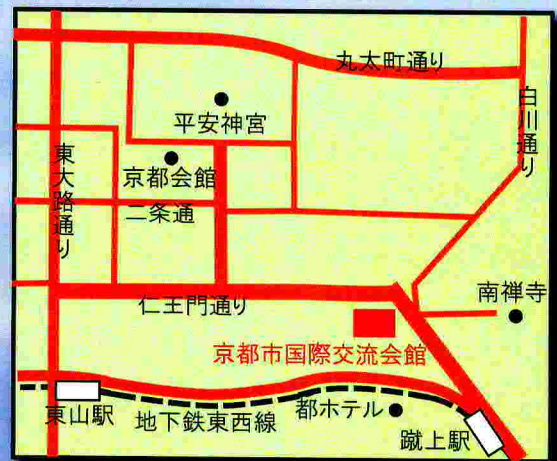 丸太町通り
白川通り
平安神宮
東大路通り
京都会館
二条通
仁王門通り
南禅寺
京都市国際交流会館
東山駅
地下鉄東西線
都ホテル
蹴上駅